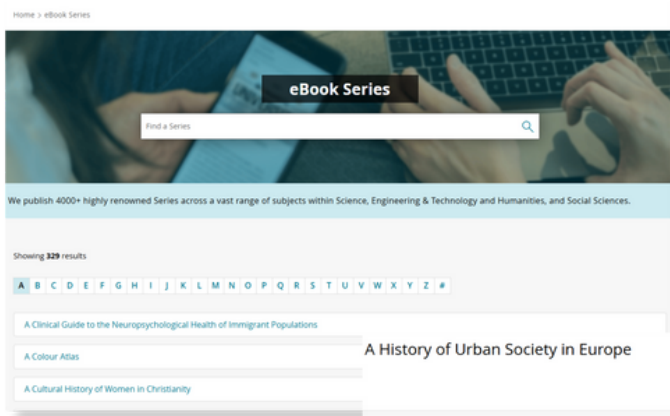 Home > eBook Series
eBook Series
Find a Series
We publish 4000+ highly renowned Series across a vast range of subjects within Science, Engineering & Technology and Humanities, and Social Sciences.
Showing 329 results
A B C D E F G H I J K L M N O P Q R S T U V W X Y Z #
A Clinical Guide to the Neuropsychological Health of Immigrant Populations
A Colour Atlas
A History of Urban Society in Europe
A Cultural History of Women in Christianity